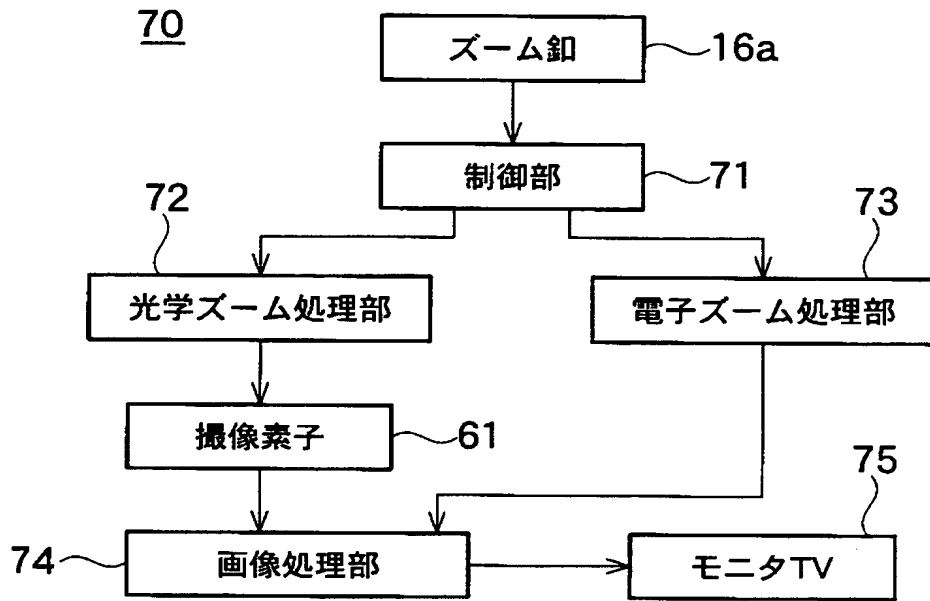 70
ズーム釦
16a
制御部
71
72
73
光学ズーム処理部
電子ズーム処理部
撮像素子
61
75
74
画像処理部
モニタTV